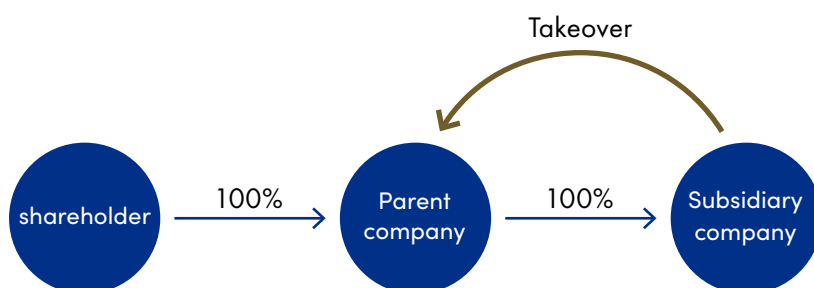 Takeover
shareholder
100%
Parent
company
100%
Subsidiary
company